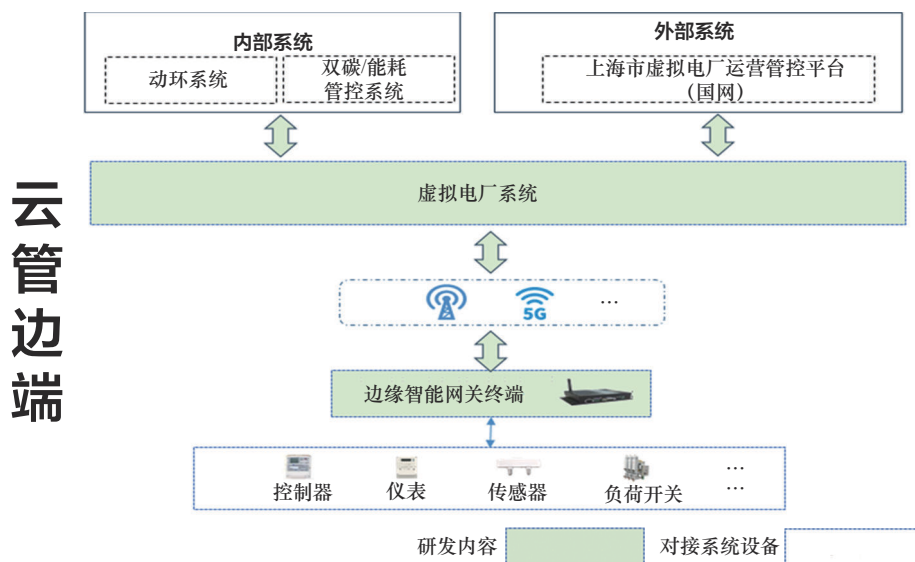 内部系统
动环系统
双碳/能耗
管控系统
外部系统
上海市虚拟电厂运营管控平台
（国网）
云
管
边
端
虚拟电厂系统
5G
...
边缘智能网关终端
控制器
仪表
传感器
负荷开关
...
...
研发内容
对接系统设备